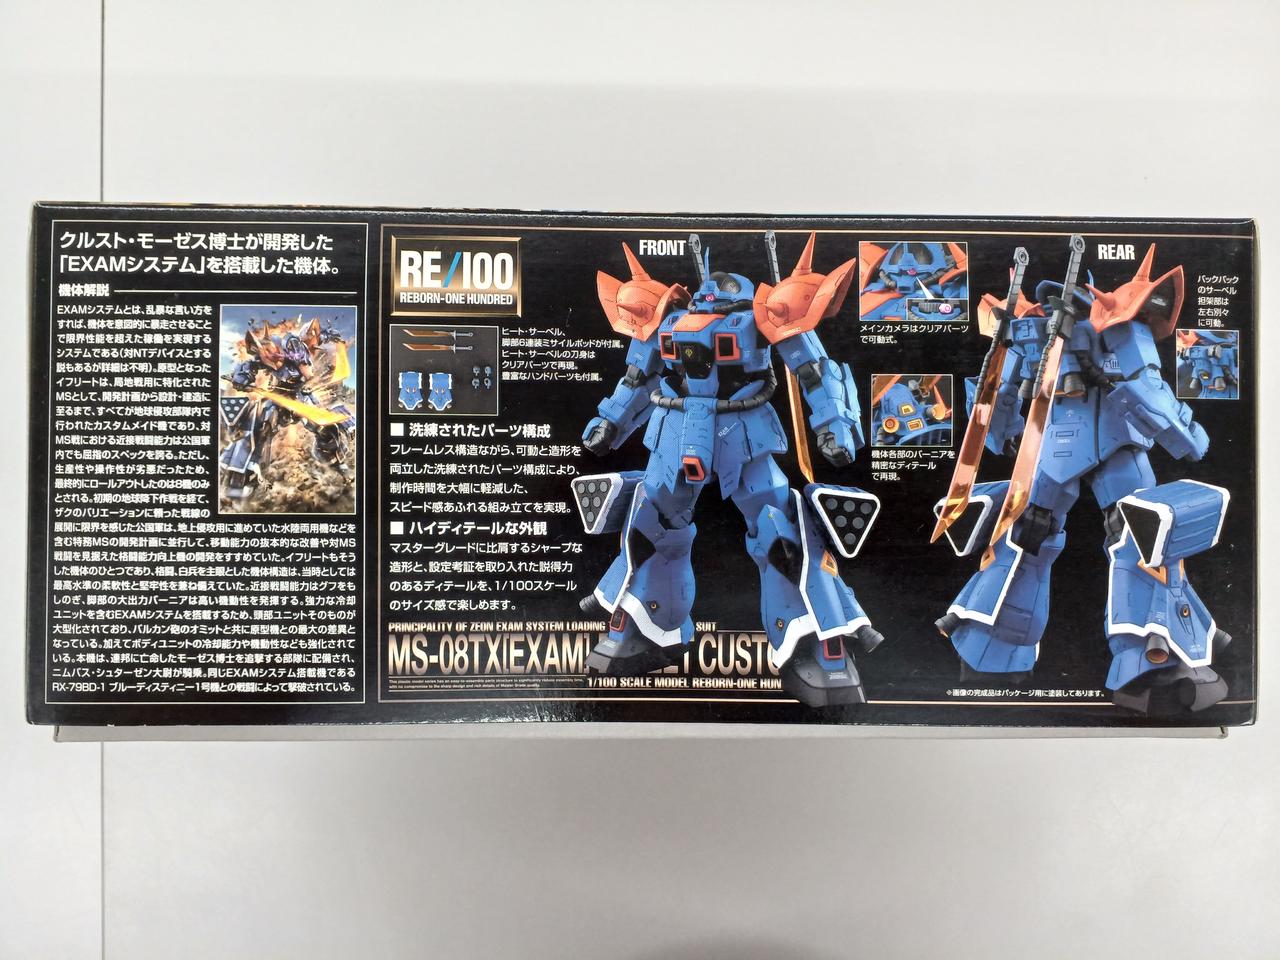 クルスト・モーゼス博士が開発した
「EXAMシステム」を搭載した機体。
機体解説
EXAMシステムとは、乱暴な言い方を
すれば、機体を意図的に暴走させること
で限界性能を超えた稼働を実現する
システムである(対NTデバイスとする
説もあるが詳細は不明)。原型となった
イフリートは、局地戦用に特化された
MSとして、開発計画から設計・建造に
至るまで、すべてが地球侵攻部隊内で
行われたカスタムメイド機であり、対
MS戦における近接戦闘能力は公国軍
内でも屈指のスペックを誇る。ただし、
生産性や操作性が劣悪だったため、
最終的にロールアウトしたのは8機のみ
とされる。初期の地球降下作戦を経て、
ザクのバリエーションに頼った戦線の
展開に限界を感じた公国軍は、地上侵攻用に進めていた水陸両用機などを
含む特務MSの開発計画に並行して、移動能力の抜本的な改善や対MS
戦闘を見据えた格闘能力向上機の開発をすすめていた。イフリートもそう
した機体のひとつであり、格闘、白兵を主眼とした機体構造は、当時としては
最高水準の柔軟性と堅牢性を兼ね備えていた。近接戦闘能力はグフをも
しのぎ、脚部の大出力バーニアは高い機動性を発揮する。強力な冷却
ユニットを含むEXAMシステムを搭載するため、頭部ユニットそのものが
大型化されており、バルカン砲のオミットと共に原型機との最大の差異と
なっている。加えてボディユニットの冷却能力や機動性なども強化されて
いる。本機は、連邦に亡命したモーゼス博士を追撃する部隊に配備され、
ニムバス・シュターゼン大尉が騎乗。同じEXAMシステム搭載機である
RX-79BD-1 ブルーディスティニー1号機との戦闘によって撃破されている。
RE/100
REBORN-ONE HUNDRED
ヒート・サーベル、
脚部6連装ミサイルポッドが付属。
ヒート・サーベルの刀身は
クリアパーツで再現。
豊富なハンドパーツも付属。
■ 洗練されたパーツ構成
フレームレス構造ながら、可動と造形を
両立した洗練されたパーツ構成により、
制作時間を大幅に軽減した、
スピード感あふれる組み立てを実現。
■ ハイディテールな外観
マスターグレードに比肩するシャープな
造形と、設定考証を取り入れた説得力
のあるディテールを、1/100スケール
のサイズ感で楽しめます。
PRINCIPALITY OF ZEON EXAM SYSTEM LOADING SUIT
MS-08TX[EXAM] CUSTO
This classic model series has an easy-to-assemble parts structure to significantly reduce assembly time,
with no compromise to the sharp design and rich details of Master Grade quality.
1/100 SCALE MODEL REBORN-ONE HUN
FRONT
メインカメラはクリアパーツ
で可動式。
機体各部のバーニアを
精密なディテール
で再現。
REAR
バックパック
のサーベル
担架部は
左右別々
に可動。
※画像の完成品はパッケージ用に塗装してあります。